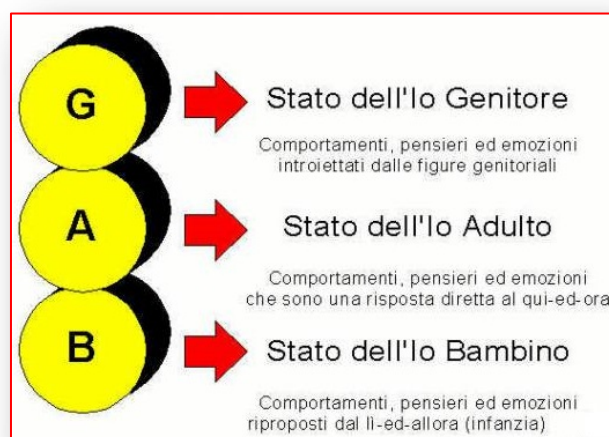 G
Stato dell'Io Genitore
Comportamenti, pensieri ed emozioni
introiettati dalle figure genitoriali
A
Stato dell'Io Adulto
Comportamenti, pensieri ed emozioni
che sono una risposta diretta al qui-ed-ora
B
Stato dell'Io Bambino
Comportamenti, pensieri ed emozioni
riproposti dal lì-ed-allora (infanzia)